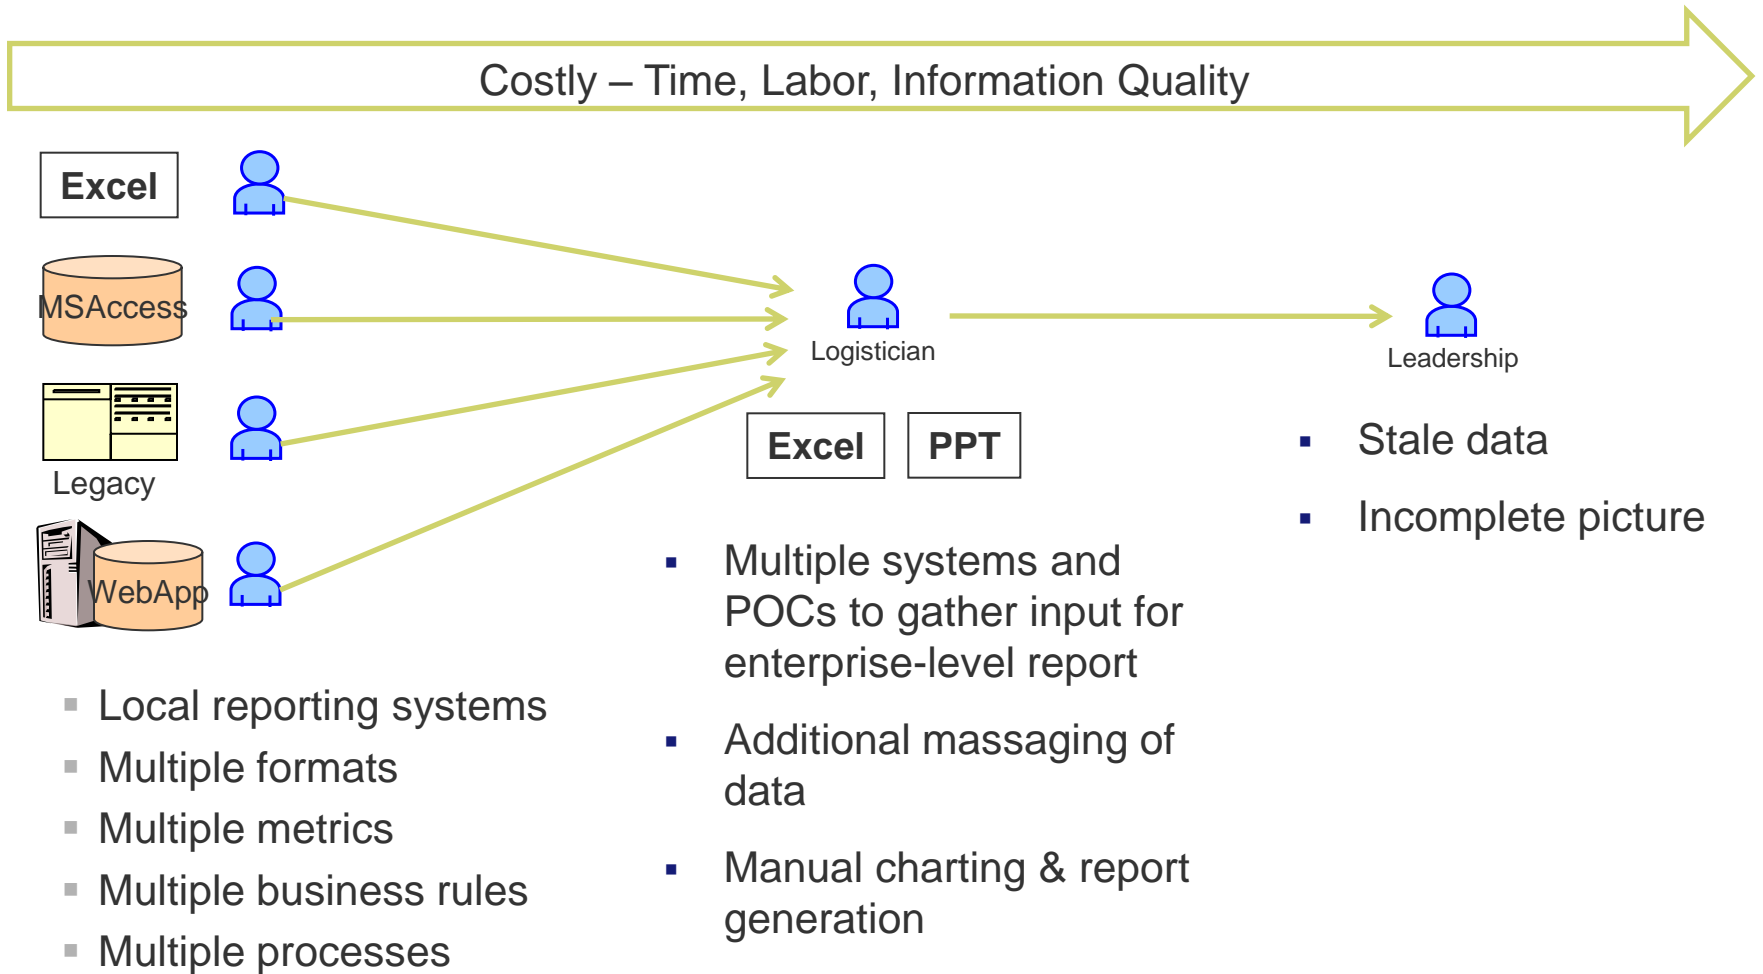 Costly – Time, Labor, Information Quality
Excel
MSAccess
Legacy
WebApp
▪ Local reporting systems
▪ Multiple formats
▪ Multiple metrics
▪ Multiple business rules
▪ Multiple processes
Logistician
Excel
PPT
▪ Multiple systems and
POCs to gather input for
enterprise-level report
▪ Additional massaging of
data
▪ Manual charting & report
generation
Leadership
▪ Stale data
▪ Incomplete picture